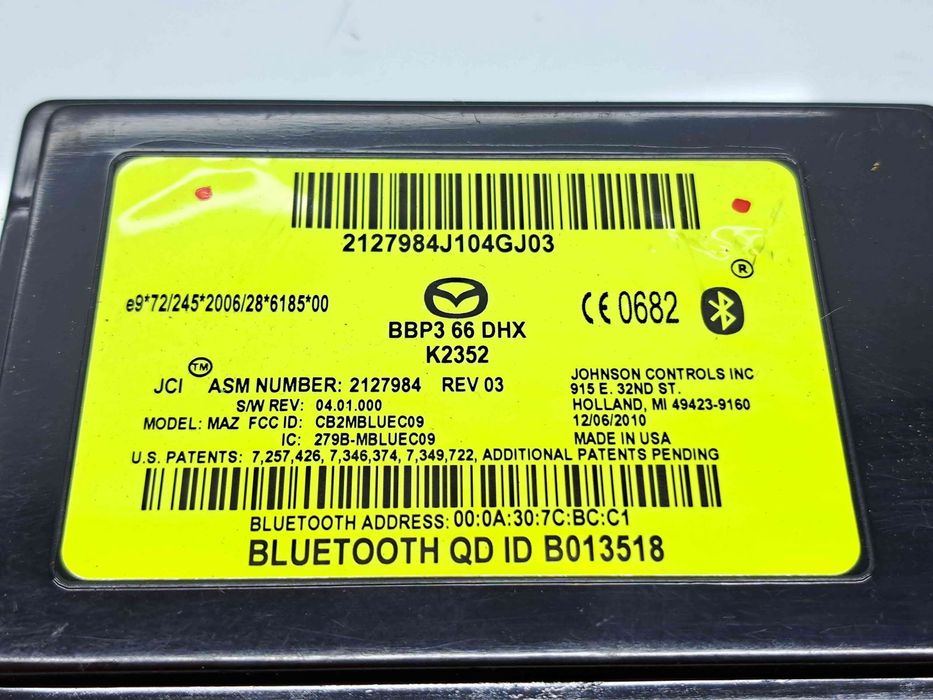 2127984J104GJ03
®
e9*72/245*2006/28*6185*00
CE 0682
BBP3 66 DHX
K2352
JCI ™ ASM NUMBER: 2127984 REV 03
S/W REV: 04.01.000
MODEL: MAZ FCC ID: CB2MBLUEC09
IC: 279B-MBLUEC09
JOHNSON CONTROLS INC
915 E. 32ND ST.
HOLLAND, MI 49423-9160
12/06/2010
MADE IN USA
U.S. PATENTS: 7,257,426, 7,346,374, 7,349,722, ADDITIONAL PATENTS PENDING
BLUETOOTH ADDRESS: 00:0A:30:7C:BC:C1
BLUETOOTH QD ID B013518